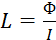 L = Φ/I